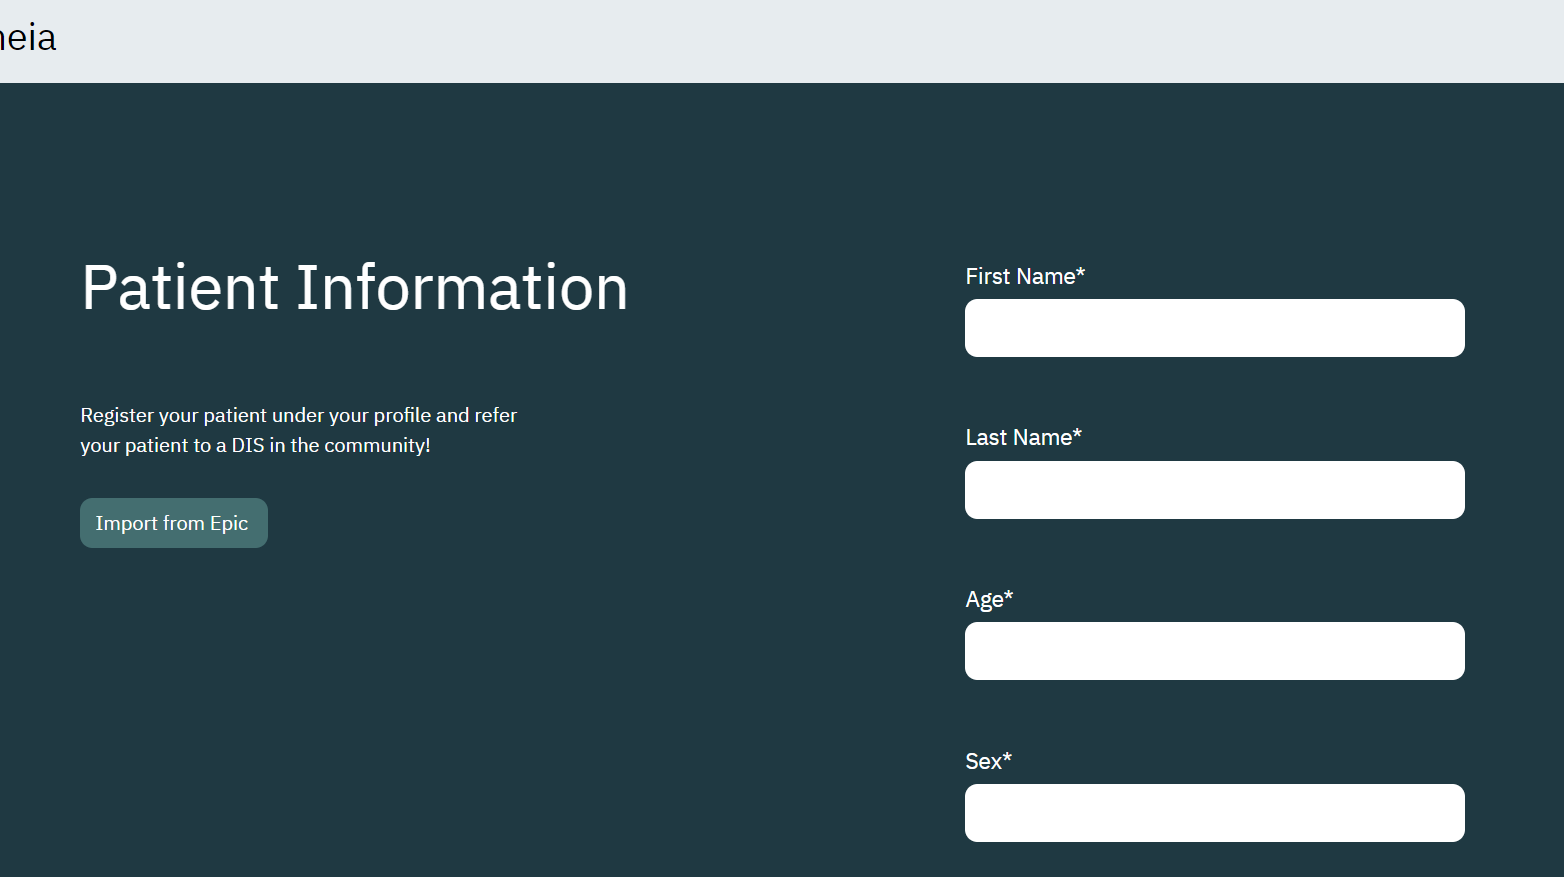 Patient Information
Register your patient under your profile and refer
your patient to a DIS in the community!
Import from Epic
First Name*
Last Name*
Age*
Sex*